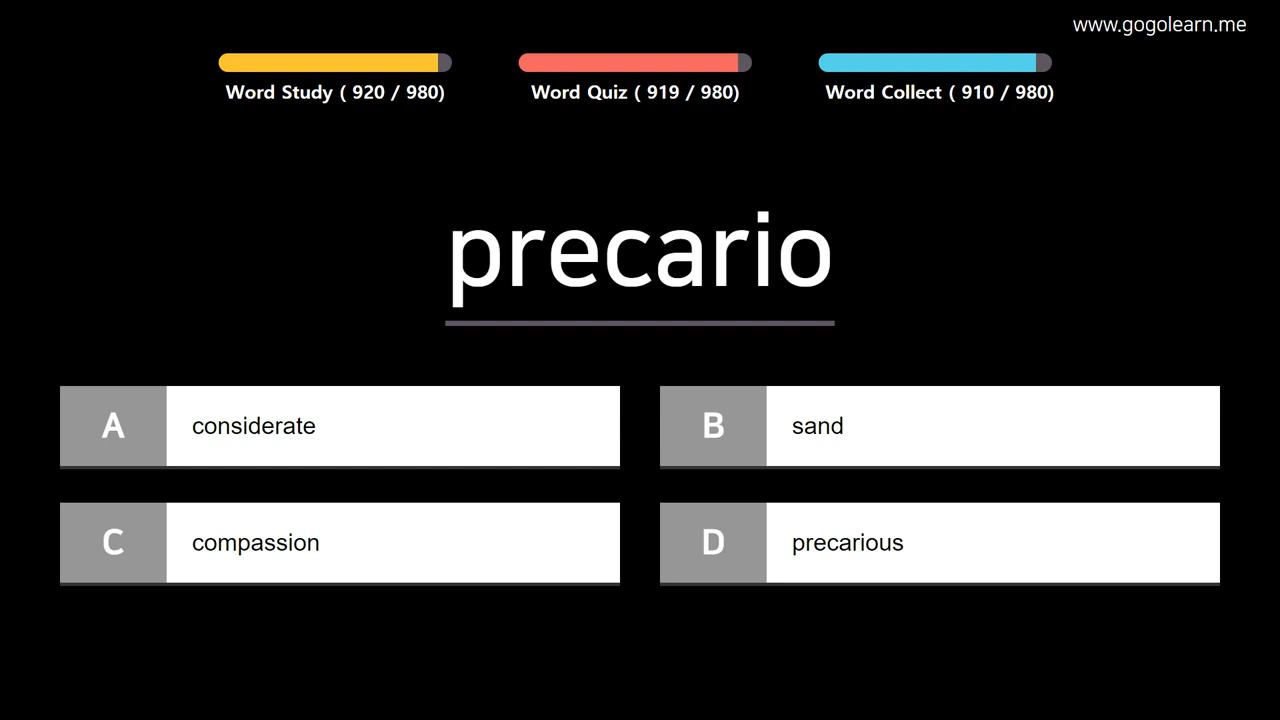 www.gogolearn.me
Word Study ( 920 / 980)
Word Quiz ( 919 / 980)
Word Collect ( 910 / 980)
precario
A considerate
B sand
C compassion
D precarious